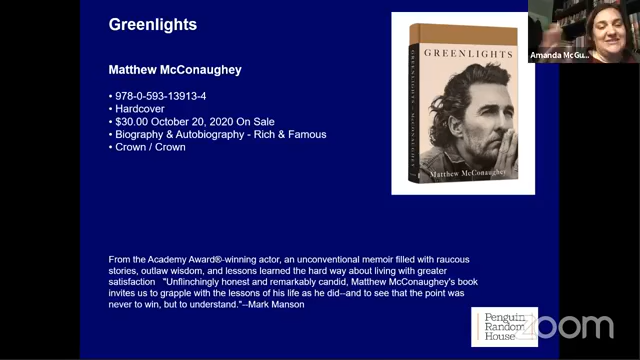 Greenlights
Matthew McConaughey
• 978-0-593-13913-4
• Hardcover
• $30.00 October 20, 2020 On Sale
• Biography & Autobiography - Rich & Famous
• Crown / Crown
GREENLIGHTS
GREENLIGHTS
Matthew McConaughey
Amanda McGu...
From the Academy Award®-winning actor, an unconventional memoir filled with raucous
stories, outlaw wisdom, and lessons learned the hard way about living with greater
satisfaction "Unflinchingly honest and remarkably candid, Matthew McConaughey's book
invites us to grapple with the lessons of his life as he did--and to see that the point was
never to win, but to understand."--Mark Manson
Penguin
Random
House
zoom